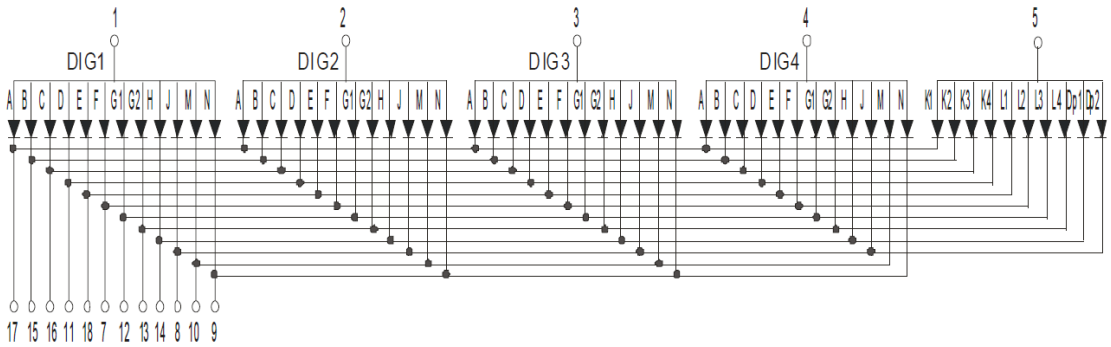 1 2 3 4 5
DIG1 DIG2 DIG3 DIG4
A B C D E F G1 G2 H J M N A B C D E F G1 G2 H J M N A B C D E F G1 G2 H J M N A B C D E F G1 G2 H J M N K1 K2 K3 K4 L1 L2 L3 L4 Dp1 Dp2
17 15 16 11 18 7 12 13 14 8 10 9